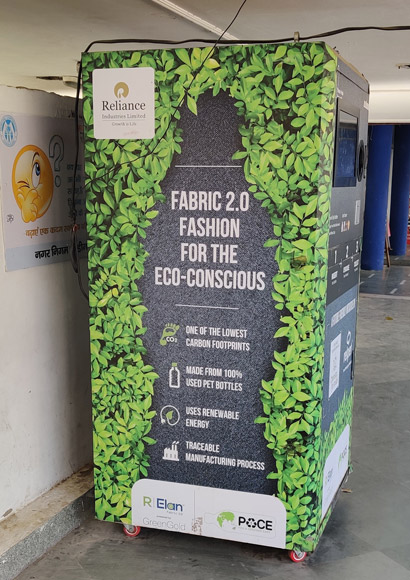 Reliance
Industries Limited
Growth is Life
FABRIC 2.0
FASHION
FOR THE
ECO-CONSCIOUS
CO2
ONE OF THE LOWEST
CARBON FOOTPRINTS
MADE FROM 100%
USED PET BOTTLES
USES RENEWABLE
ENERGY
TRACEABLE
MANUFACTURING PROCESS
R|Elan
GreenGold
POCE
नगर निगम